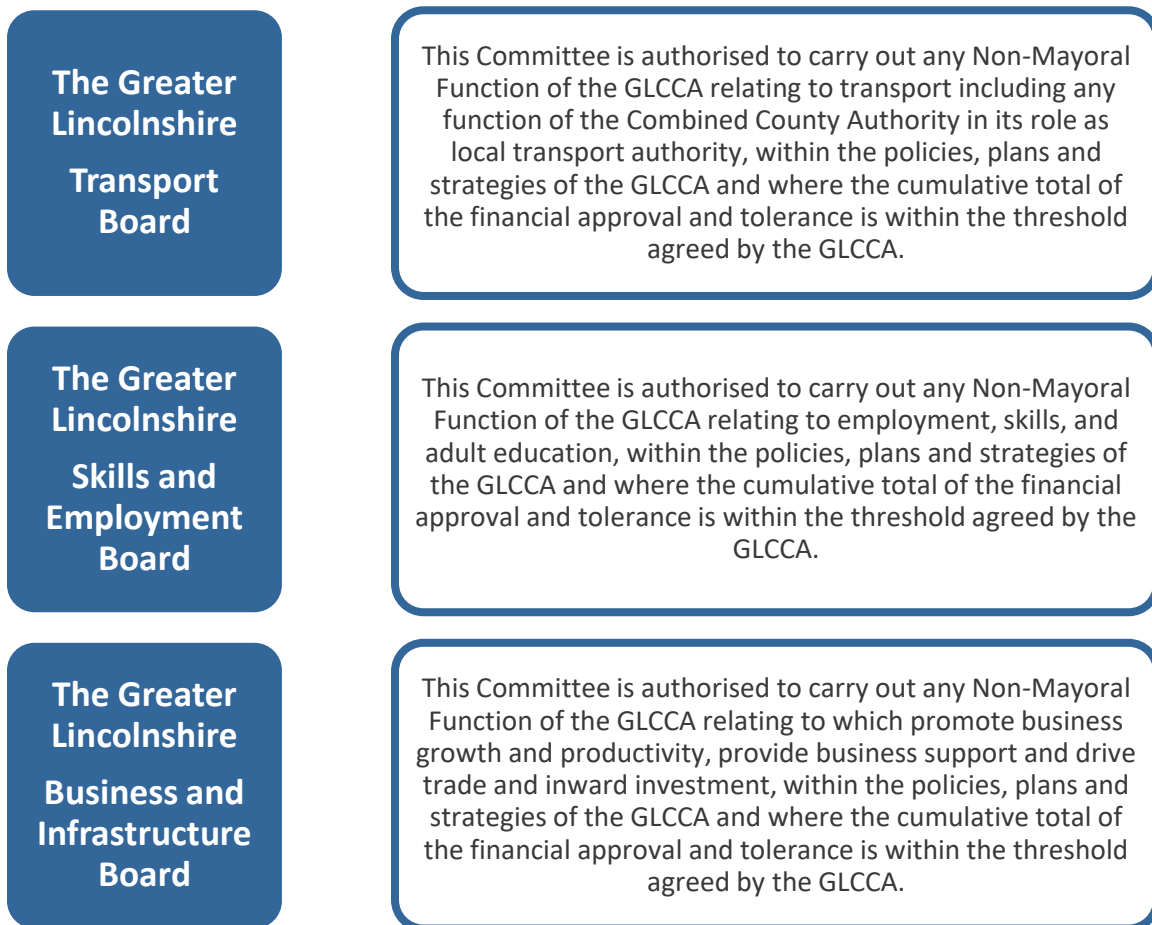 The Greater
Lincolnshire
Transport
Board
This Committee is authorised to carry out any Non-Mayoral
Function of the GLCCA relating to transport including any
function of the Combined County Authority in its role as
local transport authority, within the policies, plans and
strategies of the GLCCA and where the cumulative total of
the financial approval and tolerance is within the threshold
agreed by the GLCCA.
The Greater
Lincolnshire
Skills and
Employment
Board
This Committee is authorised to carry out any Non-Mayoral
Function of the GLCCA relating to employment, skills, and
adult education, within the policies, plans and strategies of
the GLCCA and where the cumulative total of the financial
approval and tolerance is within the threshold agreed by the
GLCCA.
The Greater
Lincolnshire
Business and
Infrastructure
Board
This Committee is authorised to carry out any Non-Mayoral
Function of the GLCCA relating to which promote business
growth and productivity, provide business support and drive
trade and inward investment, within the policies, plans and
strategies of the GLCCA and where the cumulative total of
the financial approval and tolerance is within the threshold
agreed by the GLCCA.